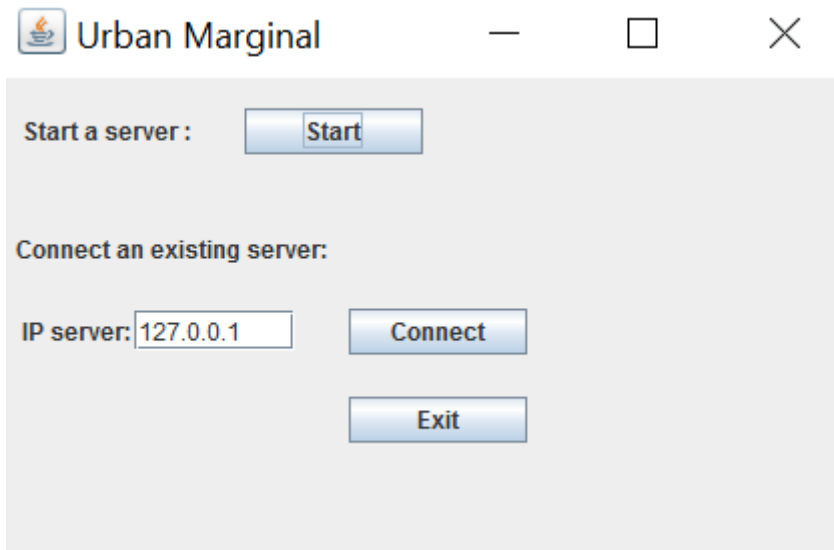 Urban Marginal
Start a server : Start
Connect an existing server:
IP server: 127.0.0.1 Connect
Exit